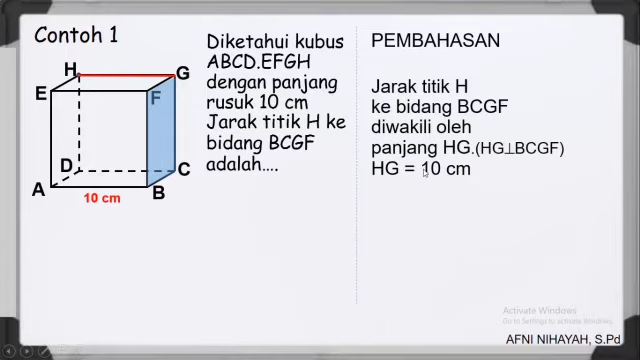 Contoh 1
H
G
E
F
D
C
A
B
10 cm
Diketahui kubus
ABCD.EFGH
dengan panjang
rusuk 10 cm
Jarak titik H ke
bidang BCGF
adalah....
PEMBAHASAN
Jarak titik H
ke bidang BCGF
diwakili oleh
panjang HG.(HG⊥BCGF)
HG = 10 cm
Activate Windows
Go to Settings to activate Windows.
AFNI NIHAYAH, S.Pd